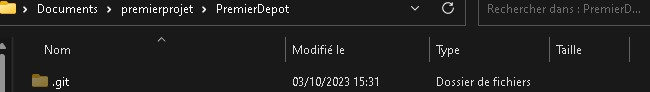 Documents > premierprojet > PremierDepot Rechercher dans : PremierD...
Nom Modifié le Type Taille
.git 03/10/2023 15:31 Dossier de fichiers